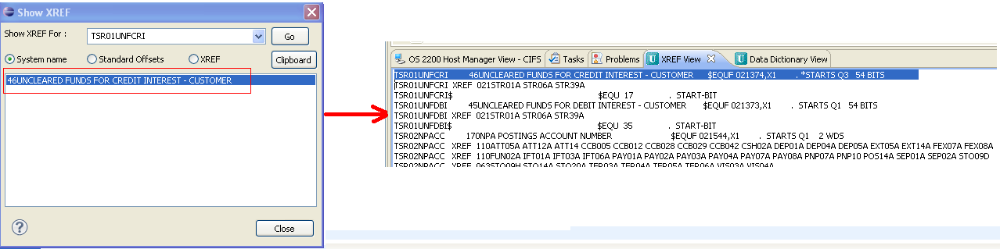 Show XREF
Show XREF For :
TSR01UNFCRI
Go
System name
Standard Offsets
XREF
Clipboard
46UNCLEARED FUNDS FOR CREDIT INTEREST - CUSTOMER
Close
OS 2200 Host Manager View - CIFS
Tasks
Problems
XREF View
Data Dictionary View
TSR01UNFCRI 46UNCLEARED FUNDS FOR CREDIT INTEREST - CUSTOMER $EQUF 021374,X1 . *STARTS Q3 54 BITS
TSR01UNFCRI XREF 021STR01A STR06A STR39A
TSR01UNFCRI$ $EQU 17 . START-BIT
TSR01UNFDBI 45UNCLEARED FUNDS FOR DEBIT INTEREST - CUSTOMER $EQUF 021373,X1 . STARTS Q1 54 BITS
TSR01UNFDBI XREF 021STR01A STR06A STR39A
TSR01UNFDBI$ $EQU 35 . START-BIT
TSR02NPACC 170NPA POSTINGS ACCOUNT NUMBER $EQUF 021544,X1 . STARTS Q1 2 WDS
TSR02NPACC XREF 110ATT05A ATT12A ATT14 CCB005 CCB012 CCB028 CCB029 CCB042 CSH02A DEP01A DEP04A DEP05A EXT05A EXT14 FEX07A FEX08A
TSR02NPACC XREF 110FUN02A IFT01A IFT03A IFT06A PAY01A PAY02A PAY03A PAY04A PAY07A PAY08A PNP07A PNP10 POS14A SEP01A SEP02A STO09D
TSR02NPACC XREF 063STO09H STO14A STO20A TER03A TER04A TER05A TER06A VIS03A VIS04A